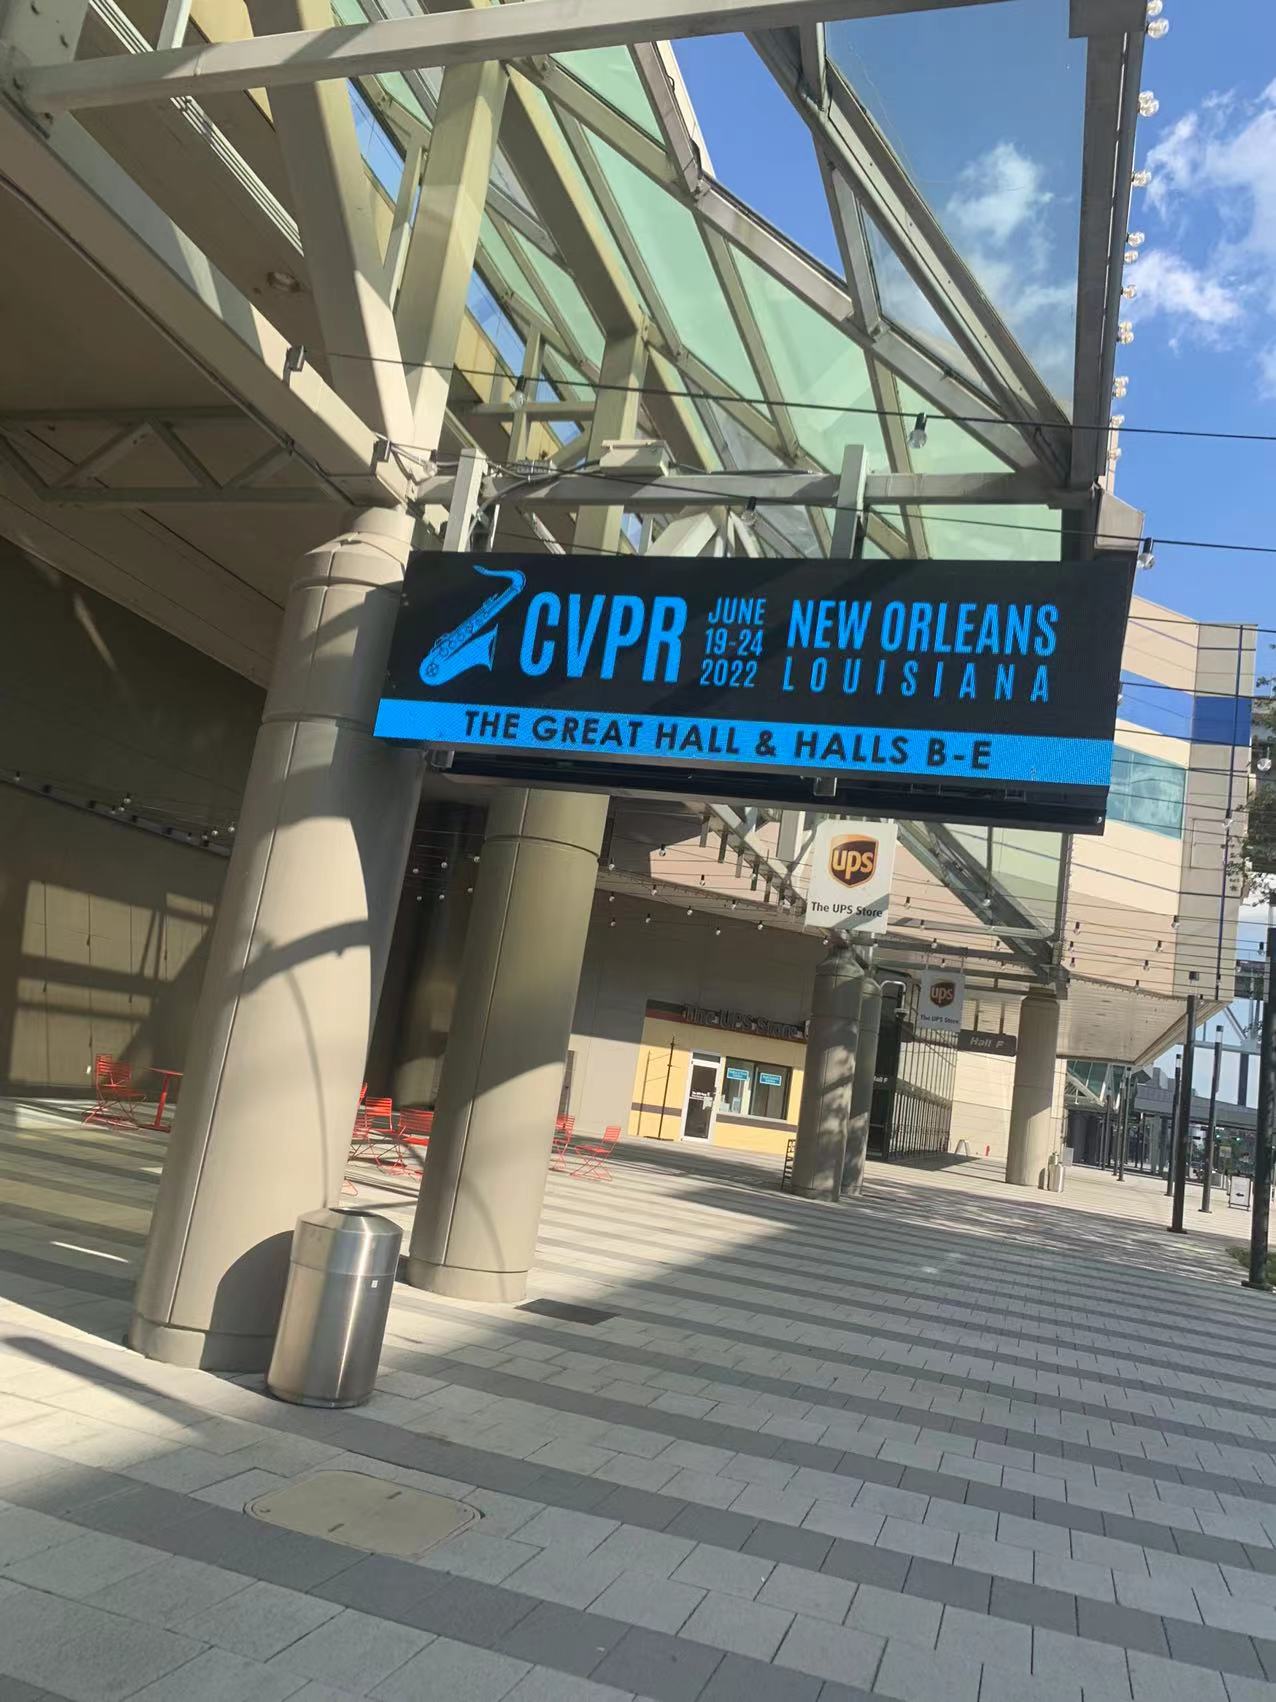 CVPR
JUNE
19-24
2022
NEW ORLEANS
LOUISIANA
THE GREAT HALL & HALLS B-E
ups
The UPS Store
ups
The UPS Store
The UPS Store
Hall F
Hall F